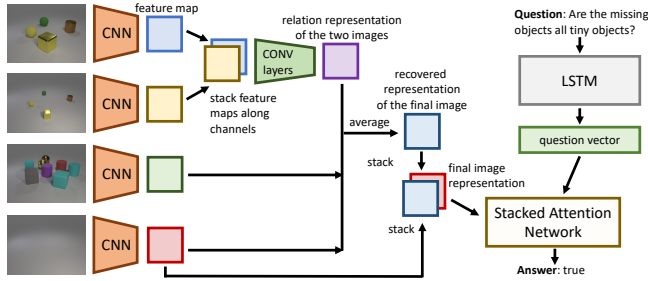 CNN
feature map
CNN
stack feature
maps along
channels
CONV
layers
relation representation
of the two images
CNN
CNN
average
recovered
representation
of the final image
stack
stack
final image
representation
Question: Are the missing
objects all tiny objects?
LSTM
question vector
Stacked Attention
Network
Answer: true